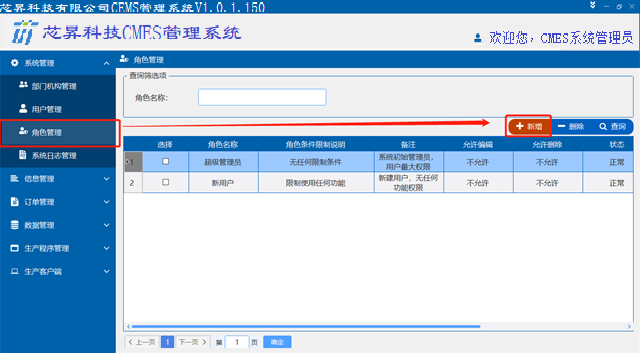 芯昇科技有限公司CEMS管理系统V1.0.1.150
芯昇科技CMES管理系统
欢迎您，CMES系统管理员
系统管理
部门机构管理
用户管理
角色管理
系统日志管理
信息管理
订单管理
数据管理
生产程序管理
生产客户端
角色管理
查询筛选项
角色名称：
新增 删除 查询
选择 角色名称 角色条件限制说明 备注 允许编辑 允许删除 状态
1 超级管理员 无任何限制条件 系统初始管理员，用户最大权限 不允许 不允许 正常
2 新用户 限制使用任何功能 新建用户，无任何功能权限 不允许 不允许 正常
< 上一页 1 下一页 > 第 1 页 确定